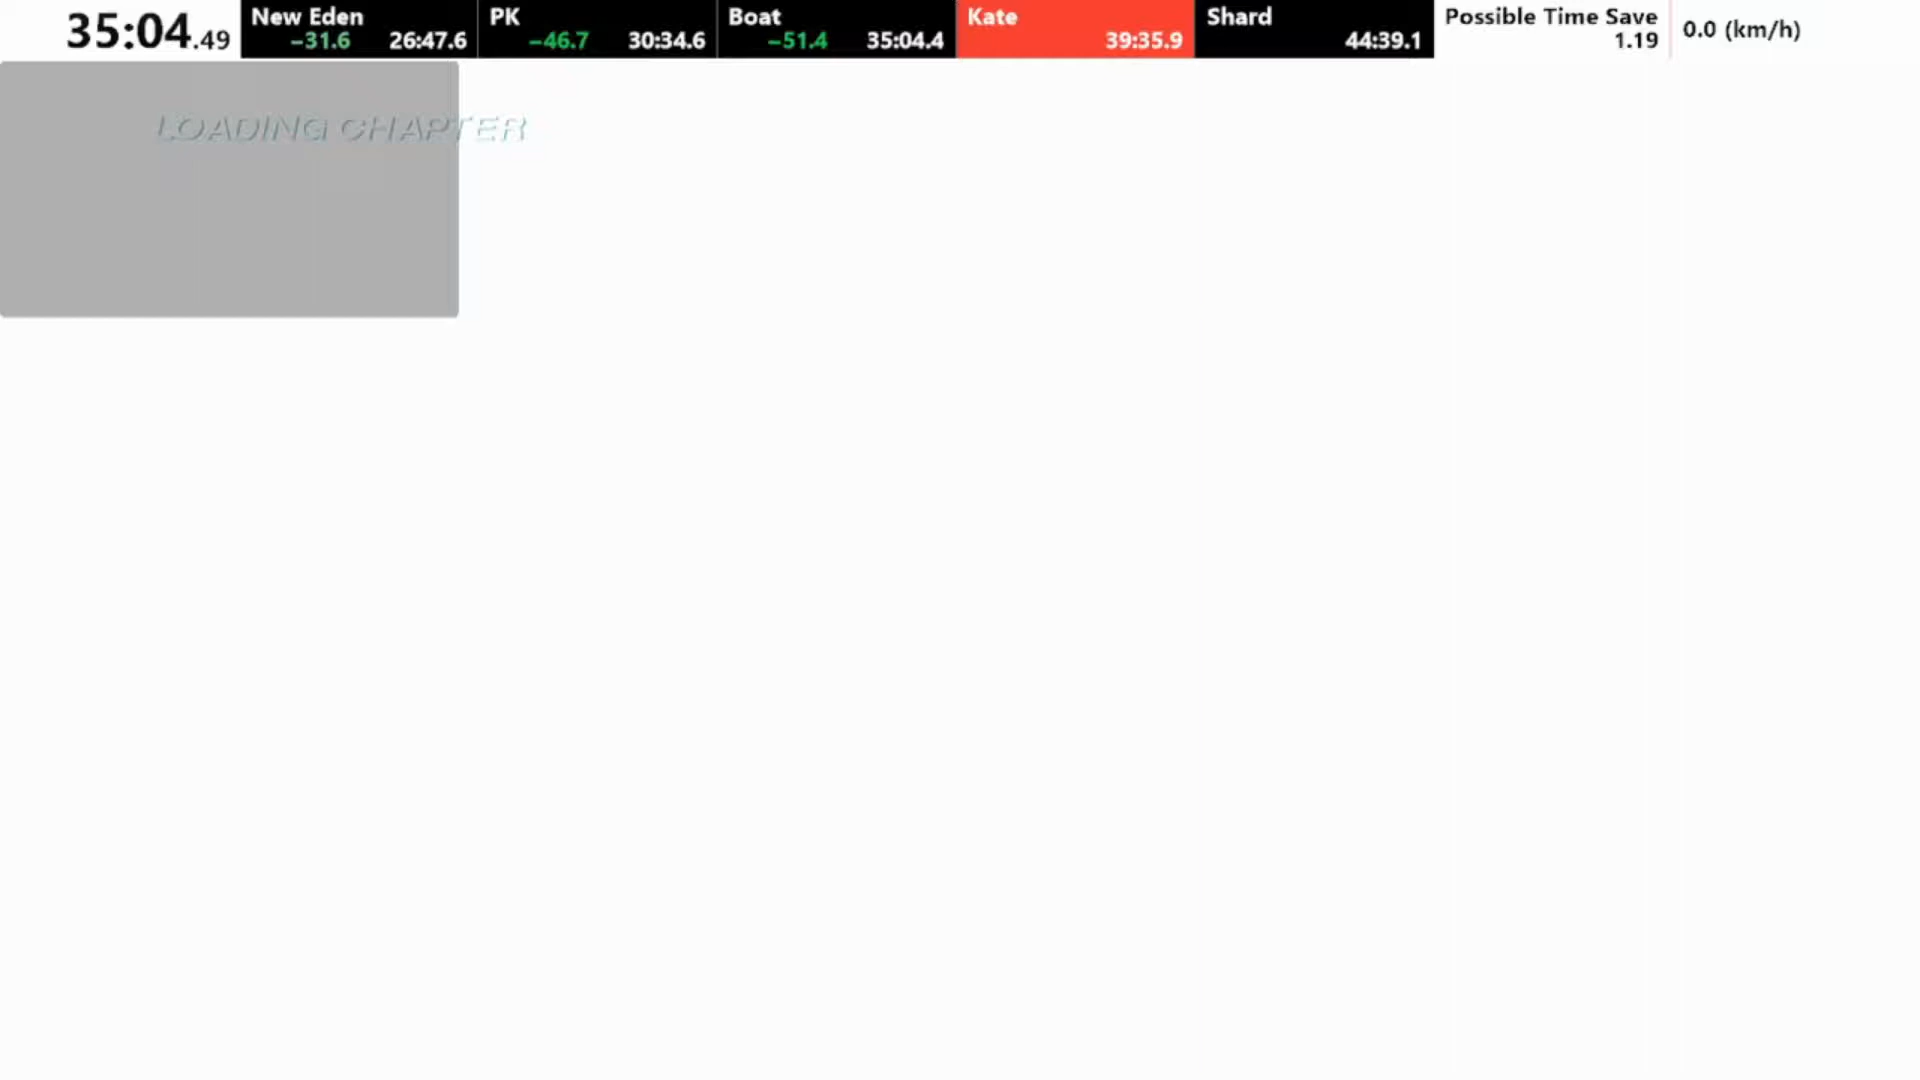 35:04.49
New Eden
−31.6 26:47.6
PK
−46.7 30:34.6
Boat
−51.4 35:04.4
Kate
39:35.9
Shard
44:39.1
Possible Time Save
1.19
0.0 (km/h)
LOADING CHAPTER